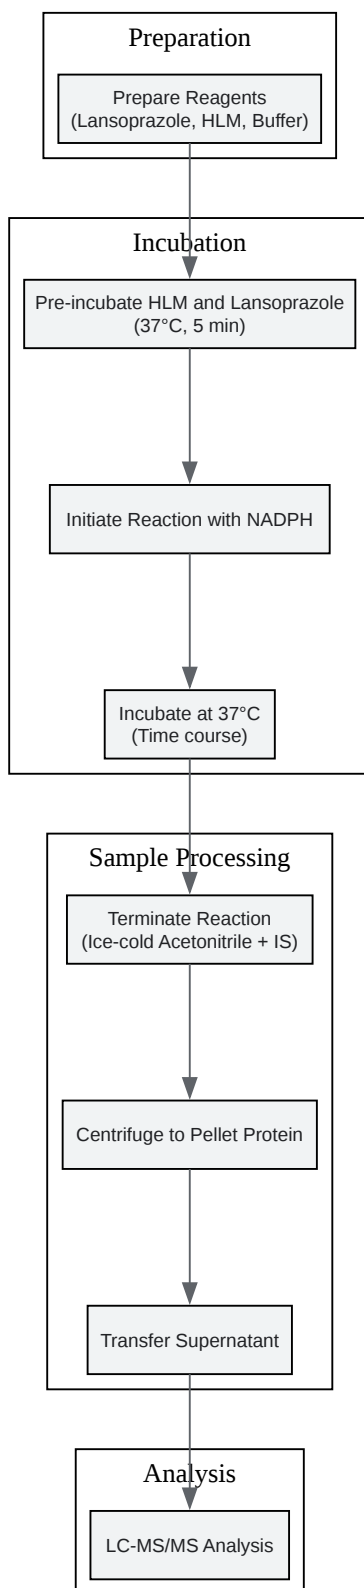 Preparation
Prepare Reagents
(Lansoprazole, HLM, Buffer)
Incubation
Pre-incubate HLM and Lansoprazole
(37°C, 5 min)
Initiate Reaction with NADPH
Incubate at 37°C
(Time course)
Sample Processing
Terminate Reaction
(Ice-cold Acetonitrile + IS)
Centrifuge to Pellet Protein
Transfer Supernatant
Analysis
LC-MS/MS Analysis